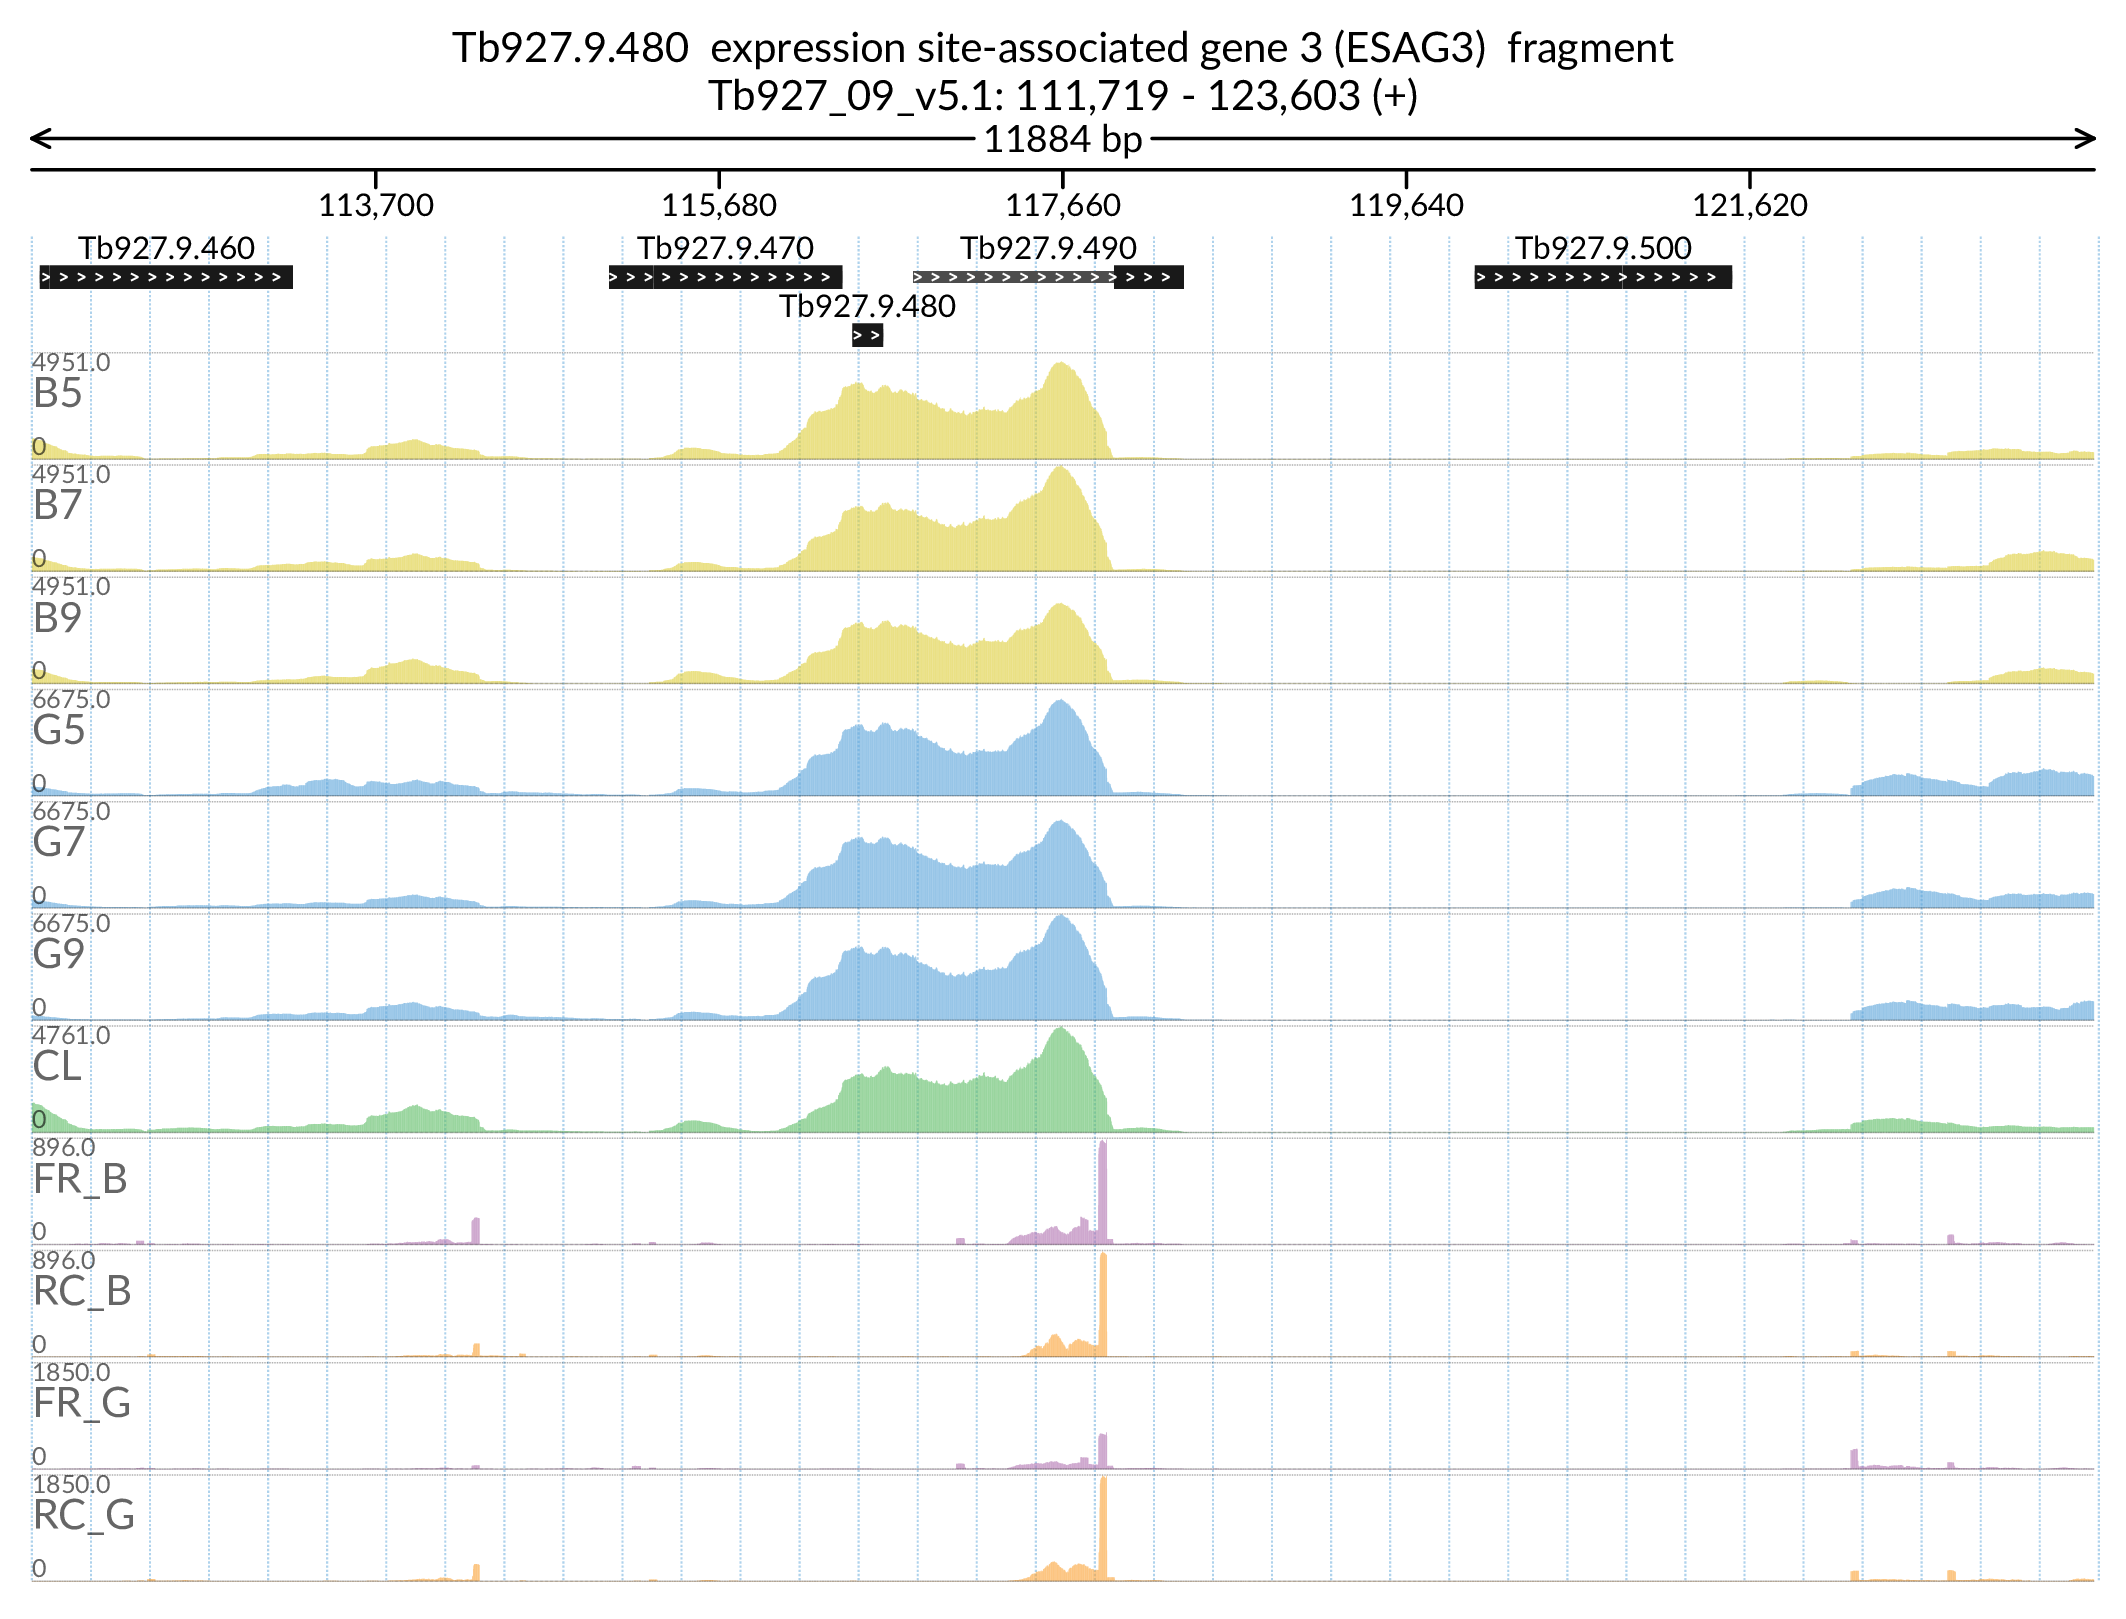 Tb927.9.480  expression site-associated gene 3 (ESAG3)  fragment
Tb927_09_v5.1: 111,719 - 123,603 (+)
11884 bp
113,700 115,680 117,660 119,640 121,620
Tb927.9.460 Tb927.9.470 Tb927.9.490 Tb927.9.500
Tb927.9.480
4951.0
B5
0
4951.0
B7
0
4951.0
B9
0
6675.0
G5
0
6675.0
G7
0
6675.0
G9
0
4761.0
CL
0
896.0
FR_B
0
896.0
RC_B
0
1850.0
FR_G
0
1850.0
RC_G
0